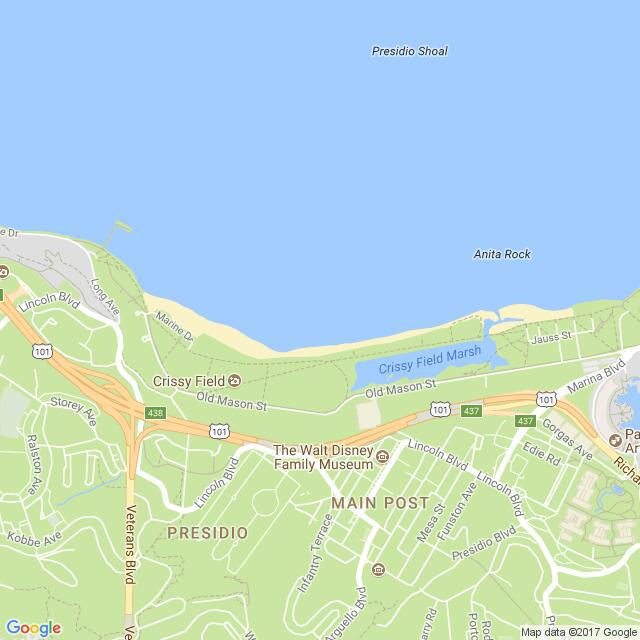 Presidio Shoal
Anita Rock
e Dr
Long Ave
Lincoln Blvd
Marine Dr
Jauss St
Crissy Field Marsh
101
Crissy Field
Old Mason St
Old Mason St
Marina Blvd
Storey Ave
438
101
101
437
101
437
Gorgas Ave
Pa
Ar
Edie Rd
Richa
Ralston Ave
The Walt Disney
Family Museum
Lincoln Blvd
Lincoln Blvd
Lincoln Blvd
MAIN POST
Mesa St
Funston Ave
Kobbe Ave
Veterans Blvd
PRESIDIO
Infantry Terrace
Presidio Blvd
Arguello Blvd
ary Rd
Rod
Porto
P
Ve
Google
Map data ©2017 Google